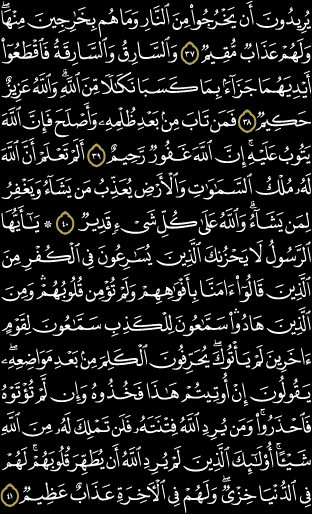 يُرِيدُونَ أَن يَخْرُجُوا۟ مِنَ ٱلنَّارِ وَمَا هُم بِخَٰرِجِينَ مِنْهَا ۖ
وَلَهُمْ عَذَابٌ مُّقِيمٌ ٣٧ وَٱلسَّارِقُ وَٱلسَّارِقَةُ فَٱقْطَعُوٓا۟
أَيْدِيَهُمَا جَزَآءًۢ بِمَا كَسَبَا نَكَٰلًا مِّنَ ٱللَّهِ ۗ وَٱللَّهُ عَزِيزٌ
حَكِيمٌ ٣٨ فَمَن تَابَ مِنۢ بَعْدِ ظُلْمِهِۦ وَأَصْلَحَ فَإِنَّ ٱللَّهَ
يَتُوبُ عَلَيْهِ ۗ إِنَّ ٱللَّهَ غَفُورٌ رَّحِيمٌ ٣٩ أَلَمْ تَعْلَمْ أَنَّ ٱللَّهَ
لَهُۥ مُلْكُ ٱلسَّمَٰوَٰتِ وَٱلْأَرْضِ يُعَذِّبُ مَن يَشَآءُ وَيَغْفِرُ
لِمَن يَشَآءُ ۗ وَٱللَّهُ عَلَىٰ كُلِّ شَىْءٍ قَدِيرٌ ٤٠ ۞ يَٰٓأَيُّهَا
ٱلرَّسُولُ لَا يَحْزُنكَ ٱلَّذِينَ يُسَٰرِعُونَ فِى ٱلْكُفْرِ مِنَ
ٱلَّذِينَ قَالُوٓا۟ ءَامَنَّا بِأَفْوَٰهِهِمْ وَلَمْ تُؤْمِن قُلُوبُهُمْ ۛ وَمِنَ
ٱلَّذِينَ هَادُوا۟ ۛ سَمَّٰعُونَ لِلْكَذِبِ سَمَّٰعُونَ لِقَوْمٍ
ءَاخَرِينَ لَمْ يَأْتُوكَ ۖ يُحَرِّفُونَ ٱلْكَلِمَ مِنۢ بَعْدِ مَوَاضِعِهِۦ ۖ
يَقُولُونَ إِنْ أُوتِيتُمْ هَٰذَا فَخُذُوهُ وَإِن لَّمْ تُؤْتَوْهُ
فَٱحْذَرُوا۟ ۚ وَمَن يُرِدِ ٱللَّهُ فِتْنَتَهُۥ فَلَن تَمْلِكَ لَهُۥ مِنَ ٱللَّهِ
شَيْـًٔا ۚ أُو۟لَٰٓئِكَ ٱلَّذِينَ لَمْ يُرِدِ ٱللَّهُ أَن يُطَهِّرَ قُلُوبَهُمْ ۚ لَهُمْ
فِى ٱلدُّنْيَا خِزْىٌ ۖ وَلَهُمْ فِى ٱلْءَاخِرَةِ عَذَابٌ عَظِيمٌ ٤١